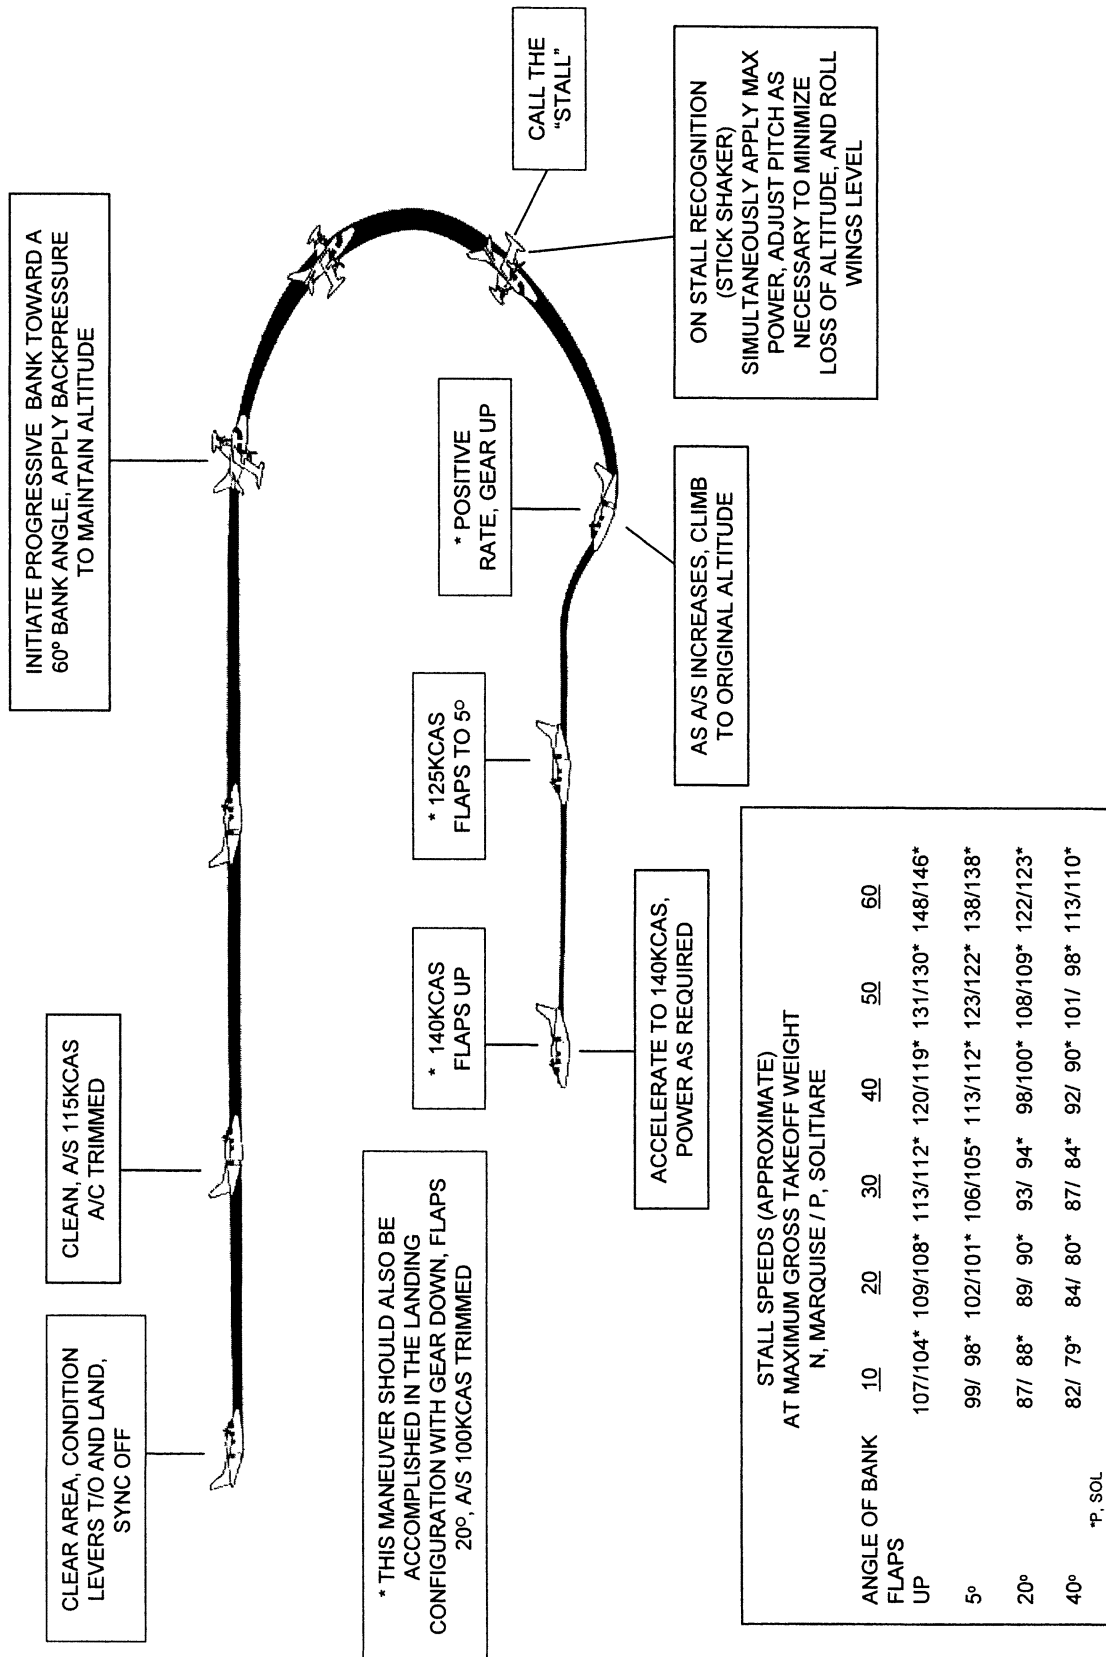 CLEAR AREA, CONDITION
LEVERS T/O AND LAND,
SYNC OFF
CLEAN, A/S 115KCAS
A/C TRIMMED
INITIATE PROGRESSIVE BANK TOWARD A
60º BANK ANGLE, APPLY BACKPRESSURE
TO MAINTAIN ALTITUDE
CALL THE
"STALL"
ON STALL RECOGNITION
(STICK SHAKER)
SIMULTANEOUSLY APPLY MAX
POWER, ADJUST PITCH AS
NECESSARY TO MINIMIZE
LOSS OF ALTITUDE, AND ROLL
WINGS LEVEL
* POSITIVE
RATE, GEAR UP
AS A/S INCREASES, CLIMB
TO ORIGINAL ALTITUDE
* 125KCAS
FLAPS TO 5º
* 140KCAS
FLAPS UP
ACCELERATE TO 140KCAS,
POWER AS REQUIRED
* THIS MANEUVER SHOULD ALSO BE
ACCOMPLISHED IN THE LANDING
CONFIGURATION WITH GEAR DOWN, FLAPS
20º, A/S 100KCAS TRIMMED
STALL SPEEDS (APPROXIMATE)
AT MAXIMUM GROSS TAKEOFF WEIGHT
N, MARQUISE / P, SOLITIARE
ANGLE OF BANK 10 20 30 40 50 60
FLAPS
UP 107/104* 109/108* 113/112* 120/119* 131/130* 148/146*
5º 99/ 98* 102/101* 106/105* 113/112* 123/122* 138/138*
20º 87/ 88* 89/ 90* 93/ 94* 98/100* 108/109* 122/123*
40º 82/ 79* 84/ 80* 87/ 84* 92/ 90* 101/ 98* 113/110*
*P, SOL